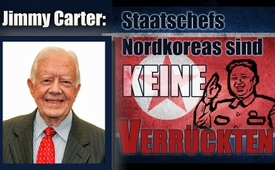 Jimmy Carter:
Staatschefs
Nordkoreas sind
KEINE
VERRÜCKTEN